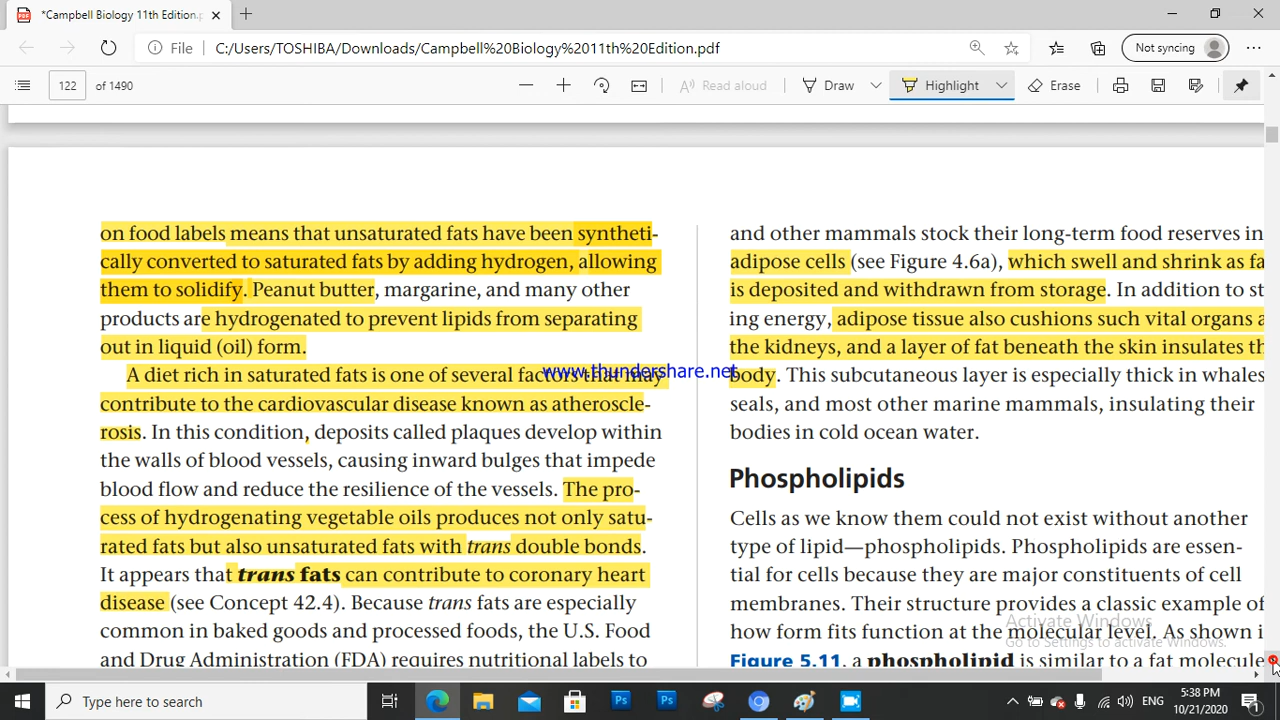 *Campbell Biology 11th Edition.p
File
C:/Users/TOSHIBA/Downloads/Campbell%20Biology%2011th%20Edition.pdf
Not syncing
122 of 1490
Read aloud
Draw
Highlight
Erase
on food labels means that unsaturated fats have been syntheti-
cally converted to saturated fats by adding hydrogen, allowing
them to solidify. Peanut butter, margarine, and many other
products are hydrogenated to prevent lipids from separating
out in liquid (oil) form.
A diet rich in saturated fats is one of several factors that may
contribute to the cardiovascular disease known as atheroscle-
rosis. In this condition, deposits called plaques develop within
the walls of blood vessels, causing inward bulges that impede
blood flow and reduce the resilience of the vessels. The pro-
cess of hydrogenating vegetable oils produces not only satu-
rated fats but also unsaturated fats with trans double bonds.
It appears that trans fats can contribute to coronary heart
disease (see Concept 42.4). Because trans fats are especially
common in baked goods and processed foods, the U.S. Food
and Drug Administration (FDA) requires nutritional labels to
www.thundershare.net
and other mammals stock their long-term food reserves in
adipose cells (see Figure 4.6a), which swell and shrink as fa
is deposited and withdrawn from storage. In addition to st
ing energy, adipose tissue also cushions such vital organs a
the kidneys, and a layer of fat beneath the skin insulates th
body. This subcutaneous layer is especially thick in whales
seals, and most other marine mammals, insulating their
bodies in cold ocean water.
Phospholipids
Cells as we know them could not exist without another
type of lipid—phospholipids. Phospholipids are essen-
tial for cells because they are major constituents of cell
membranes. Their structure provides a classic example of
how form fits function at the molecular level. As shown i
Figure 5.11, a phospholipid is similar to a fat molecule
Activate Windows
Go to Settings to activate Windows.
Type here to search
Ps
Ps
ENG
5:38 PM
10/21/2020
1